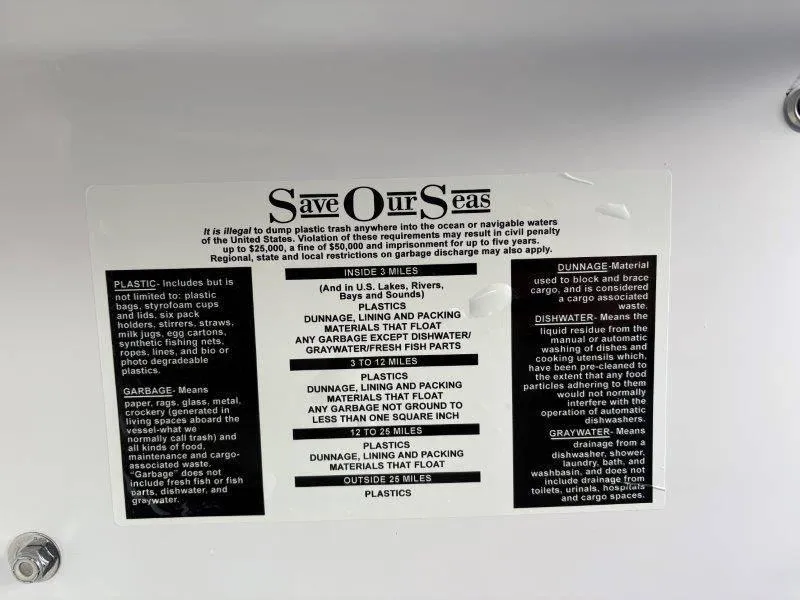 Save Our Seas
It is illegal to dump plastic trash anywhere into the ocean or navigable waters
of the United States. Violation of these requirements may result in civil penalty
up to $25,000, a fine of $50,000 and imprisonment for up to five years.
Regional, state and local restrictions on garbage discharge may also apply.
PLASTIC- Includes but is
not limited to: plastic
bags, styrofoam cups
and lids, six pack
holders, stirrers, straws,
milk jugs, egg cartons,
synthetic fishing nets,
ropes, lines, and bio or
photo degradable
plastics.
GARBAGE- Means
paper, rags, glass, metal,
crockery (generated in
living spaces aboard the
vessel-what we
normally call trash) and
all kinds of food,
maintenance and cargo-
associated waste.
"Garbage" does not
include fresh fish or fish
parts, dishwater, and
graywater.
INSIDE 3 MILES
(And in U.S. Lakes, Rivers,
Bays and Sounds)
PLASTICS
DUNNAGE, LINING AND PACKING
MATERIALS THAT FLOAT
ANY GARBAGE EXCEPT DISHWATER/
GRAYWATER/FRESH FISH PARTS
3 TO 12 MILES
PLASTICS
DUNNAGE, LINING AND PACKING
MATERIALS THAT FLOAT
ANY GARBAGE NOT GROUND TO
LESS THAN ONE SQUARE INCH
12 TO 25 MILES
PLASTICS
DUNNAGE, LINING AND PACKING
MATERIALS THAT FLOAT
OUTSIDE 25 MILES
PLASTICS
DUNNAGE-Material
used to block and brace
cargo, and is considered
a cargo associated
waste.
DISHWATER- Means the
liquid residue from the
manual or automatic
washing of dishes and
cooking utensils which,
have been pre-cleaned to
the extent that any food
particles adhering to them
would not normally
interfere with the
operation of automatic
dishwashers.
GRAYWATER- Means
drainage from a
dishwasher, shower,
laundry, bath, and
washbasin, and does not
include drainage from
toilets, urinals, hospitals
and cargo spaces.